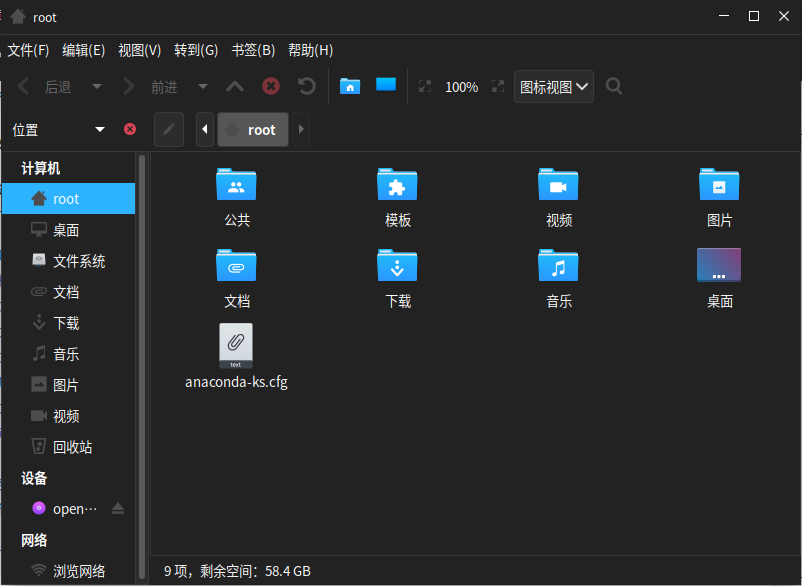 root
文件(F) 编辑(E) 视图(V) 转到(G) 书签(B) 帮助(H)
后退 前进 100% 图标视图
位置 root
计算机
root
桌面
文件系统
文档
下载
音乐
图片
视频
回收站
设备
open…
网络
浏览网络
公共 模板 视频 图片
文档 下载 音乐 桌面
text
anaconda-ks.cfg
9 项，剩余空间：58.4 GB